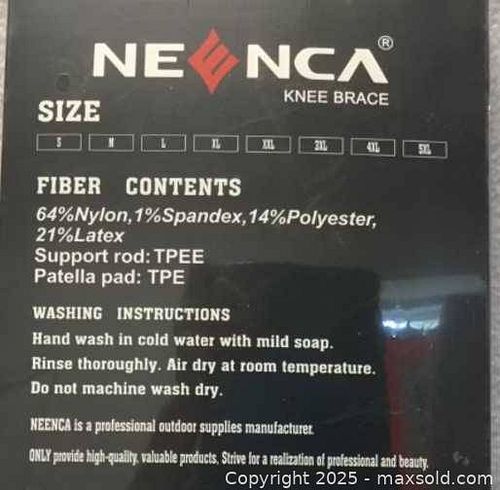 NEENCA®
KNEE BRACE
SIZE
S M L XL XXL 3XL 4XL 5XL
FIBER CONTENTS
64%Nylon,1%Spandex,14%Polyester,
21%Latex
Support rod: TPEE
Patella pad: TPE
WASHING INSTRUCTIONS
Hand wash in cold water with mild soap.
Rinse thoroughly. Air dry at room temperature.
Do not machine wash dry.
NEENCA is a professional outdoor supplies manufacturer.
ONLY provide high-quality, valuable products, Strive for a realization of professional and beauty.
Copyright 2025 - maxsold.com